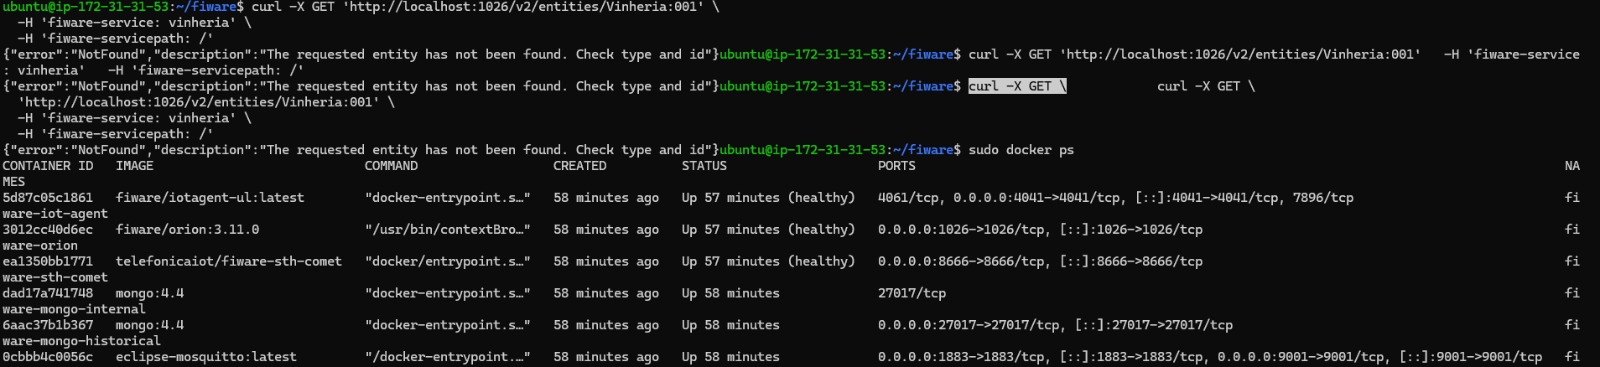 ubuntu@ip-172-31-31-53:~/fiware$ curl -X GET 'http://localhost:1026/v2/entities/Vinheria:001' \
  -H 'fiware-service: vinheria' \
  -H 'fiware-servicepath: /'
{"error":"NotFound","description":"The requested entity has not been found. Check type and id"}ubuntu@ip-172-31-31-53:~/fiware$ curl -X GET 'http://localhost:1026/v2/entities/Vinheria:001'   -H 'fiware-service
: vinheria'   -H 'fiware-servicepath: /'
{"error":"NotFound","description":"The requested entity has not been found. Check type and id"}ubuntu@ip-172-31-31-53:~/fiware$ curl -X GET \            curl -X GET \
  'http://localhost:1026/v2/entities/Vinheria:001' \
  -H 'fiware-service: vinheria' \
  -H 'fiware-servicepath: /'
{"error":"NotFound","description":"The requested entity has not been found. Check type and id"}ubuntu@ip-172-31-31-53:~/fiware$ sudo docker ps
CONTAINER ID   IMAGE                            COMMAND                  CREATED          STATUS                    PORTS                                                                                  NA
MES
5d87c05c1861   fiware/iotagent-ul:latest        "docker-entrypoint.s…"   58 minutes ago   Up 57 minutes (healthy)   4061/tcp, 0.0.0.0:4041->4041/tcp, [::]:4041->4041/tcp, 7896/tcp                           fi
ware-iot-agent
3012cc40d6ec   fiware/orion:3.11.0              "/usr/bin/contextBro…"   58 minutes ago   Up 57 minutes (healthy)   0.0.0.0:1026->1026/tcp, [::]:1026->1026/tcp                                              fi
ware-orion
ea1350bb1771   telefonicaiot/fiware-sth-comet   "docker/entrypoint.s…"   58 minutes ago   Up 57 minutes (healthy)   0.0.0.0:8666->8666/tcp, [::]:8666->8666/tcp                                              fi
ware-sth-comet
dad17a741748   mongo:4.4                        "docker-entrypoint.s…"   58 minutes ago   Up 58 minutes             27017/tcp                                                                              fi
ware-mongo-internal
6aac37b1b367   mongo:4.4                        "docker-entrypoint.s…"   58 minutes ago   Up 58 minutes             0.0.0.0:27017->27017/tcp, [::]:27017->27017/tcp                                          fi
ware-mongo-historical
0cbbb4c0056c   eclipse-mosquitto:latest         "/docker-entrypoint.…"   58 minutes ago   Up 58 minutes             0.0.0.0:1883->1883/tcp, [::]:1883->1883/tcp, 0.0.0.0:9001->9001/tcp, [::]:9001->9001/tcp   fi